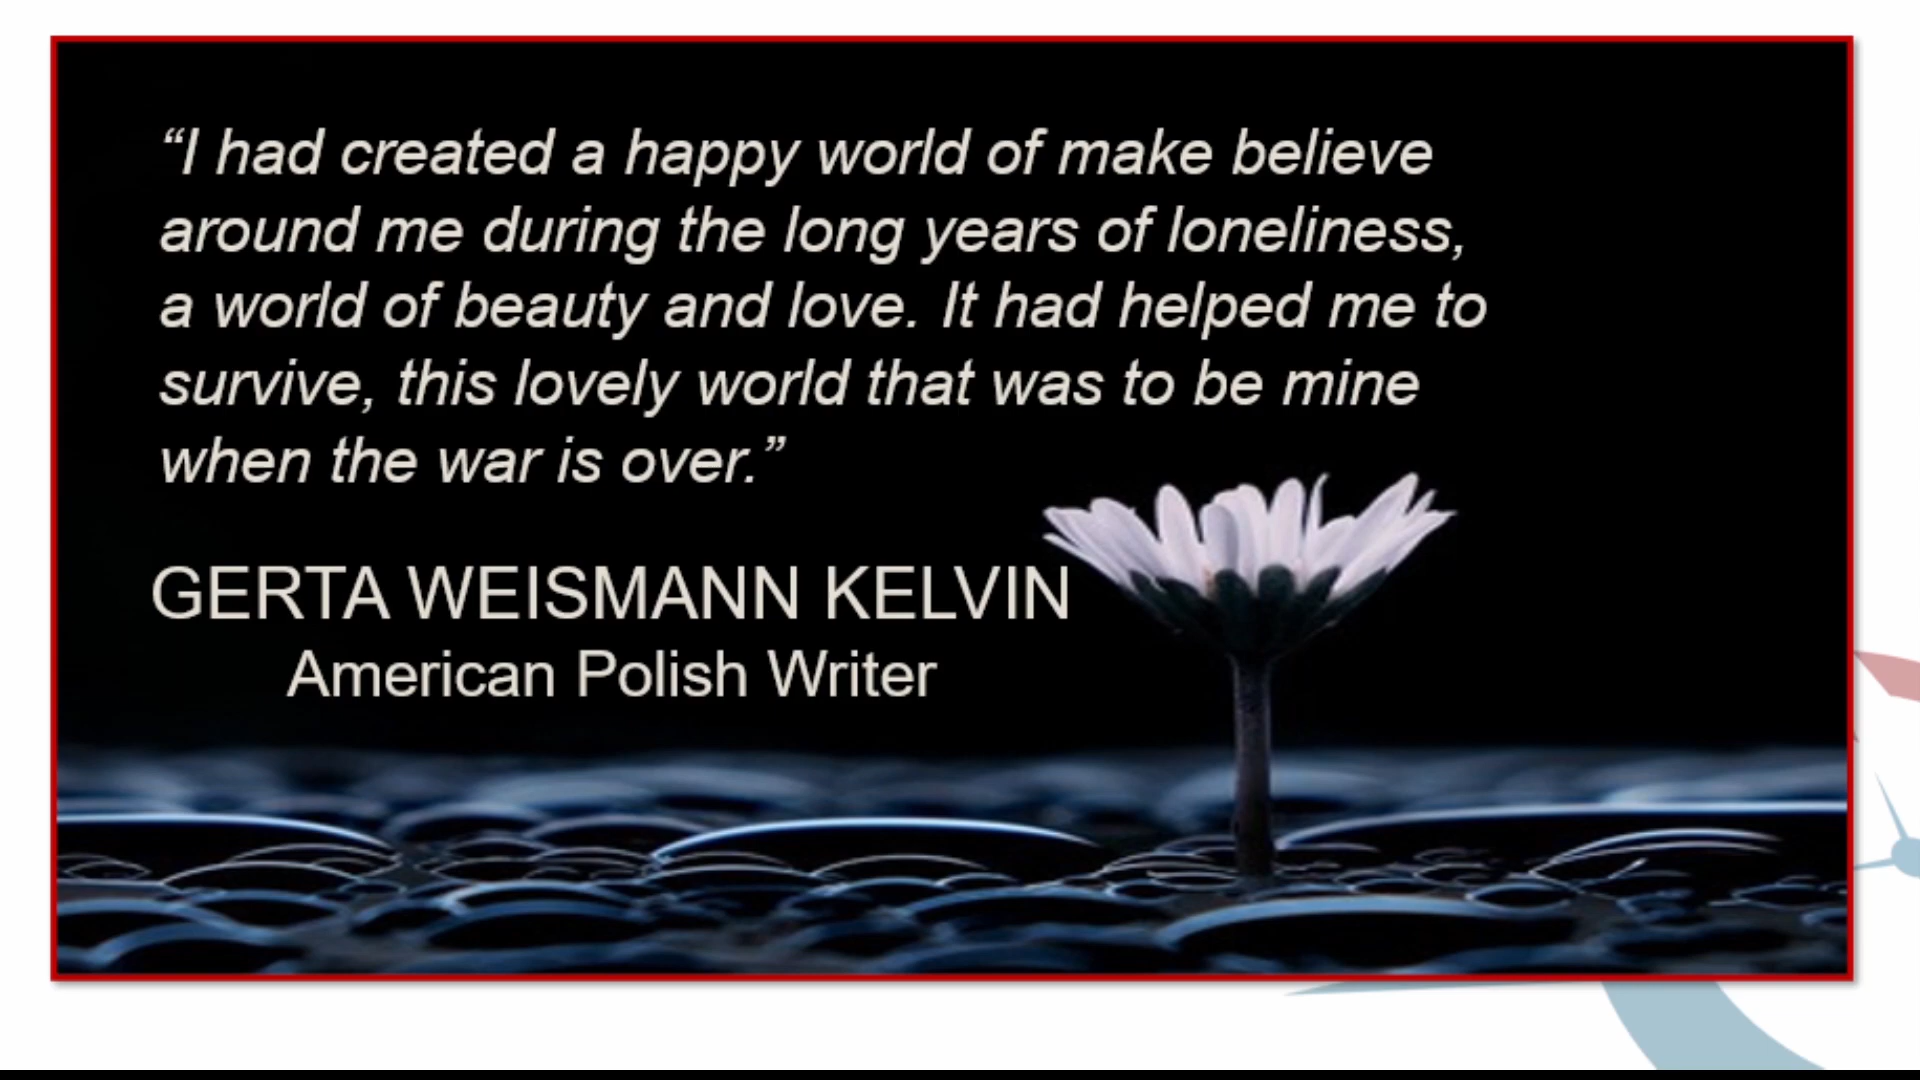 “I had created a happy world of make believe
around me during the long years of loneliness,
a world of beauty and love. It had helped me to
survive, this lovely world that was to be mine
when the war is over.”
GERTA WEISMANN KELVIN
American Polish Writer